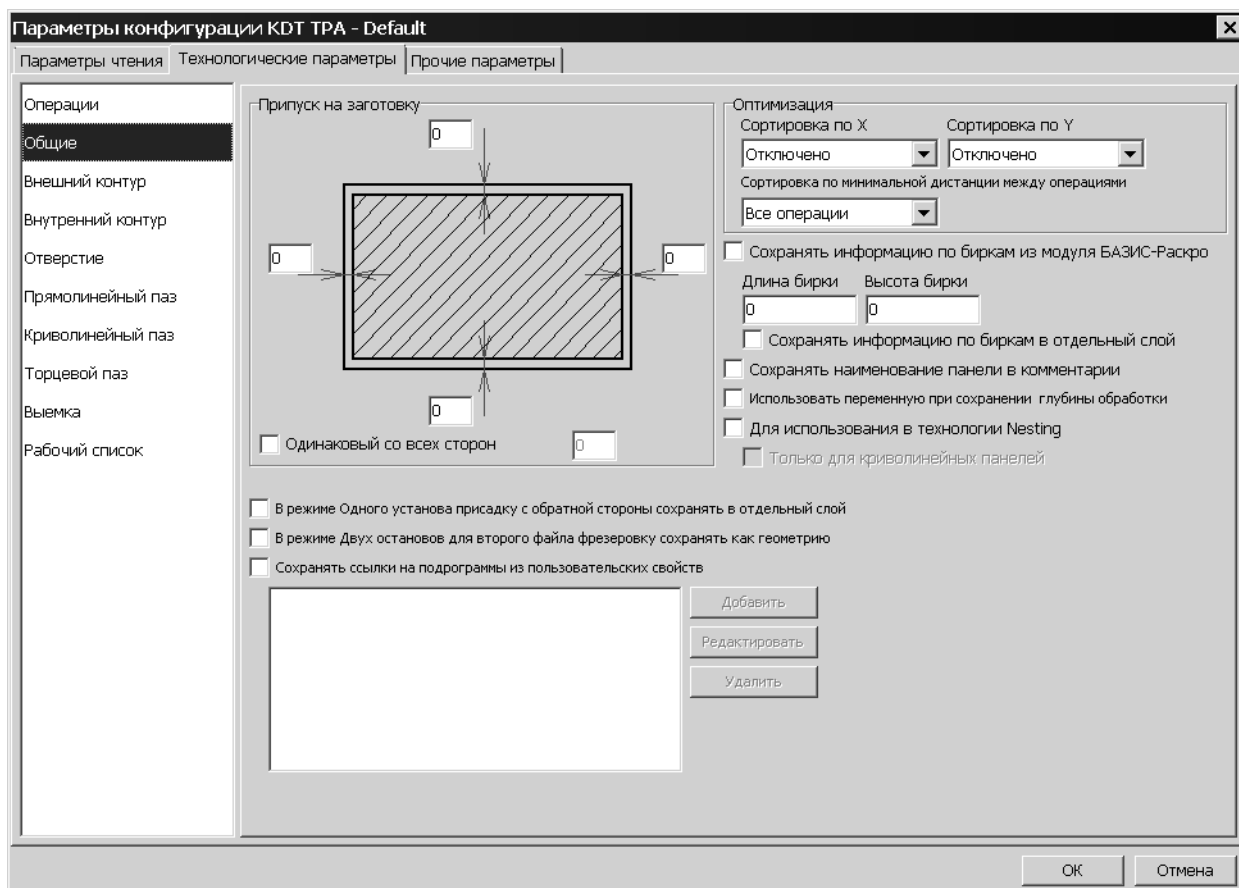 Параметры конфигурации KDT TPA - Default
Параметры чтения Технологические параметры Прочие параметры
Операции
Общие
Внешний контур
Внутренний контур
Отверстие
Прямолинейный паз
Криволинейный паз
Торцевой паз
Выемка
Рабочий список
Припуск на заготовку
0
0
0
0
Одинаковый со всех сторон 0
Оптимизация
Сортировка по X Сортировка по Y
Отключено Отключено
Сортировка по минимальной дистанции между операциями
Все операции
Сохранять информацию по биркам из модуля БАЗИС-Раскро
Длина бирки Высота бирки
0 0
Сохранять информацию по биркам в отдельный слой
Сохранять наименование панели в комментарии
Использовать переменную при сохранении глубины обработки
Для использования в технологии Nesting
Только для криволинейных панелей
В режиме Одного установа присадку с обратной стороны сохранять в отдельный слой
В режиме Двух остановов для второго файла фрезеровку сохранять как геометрию
Сохранять ссылки на подрограммы из пользовательских свойств
Добавить
Редактировать
Удалить
ОК Отмена